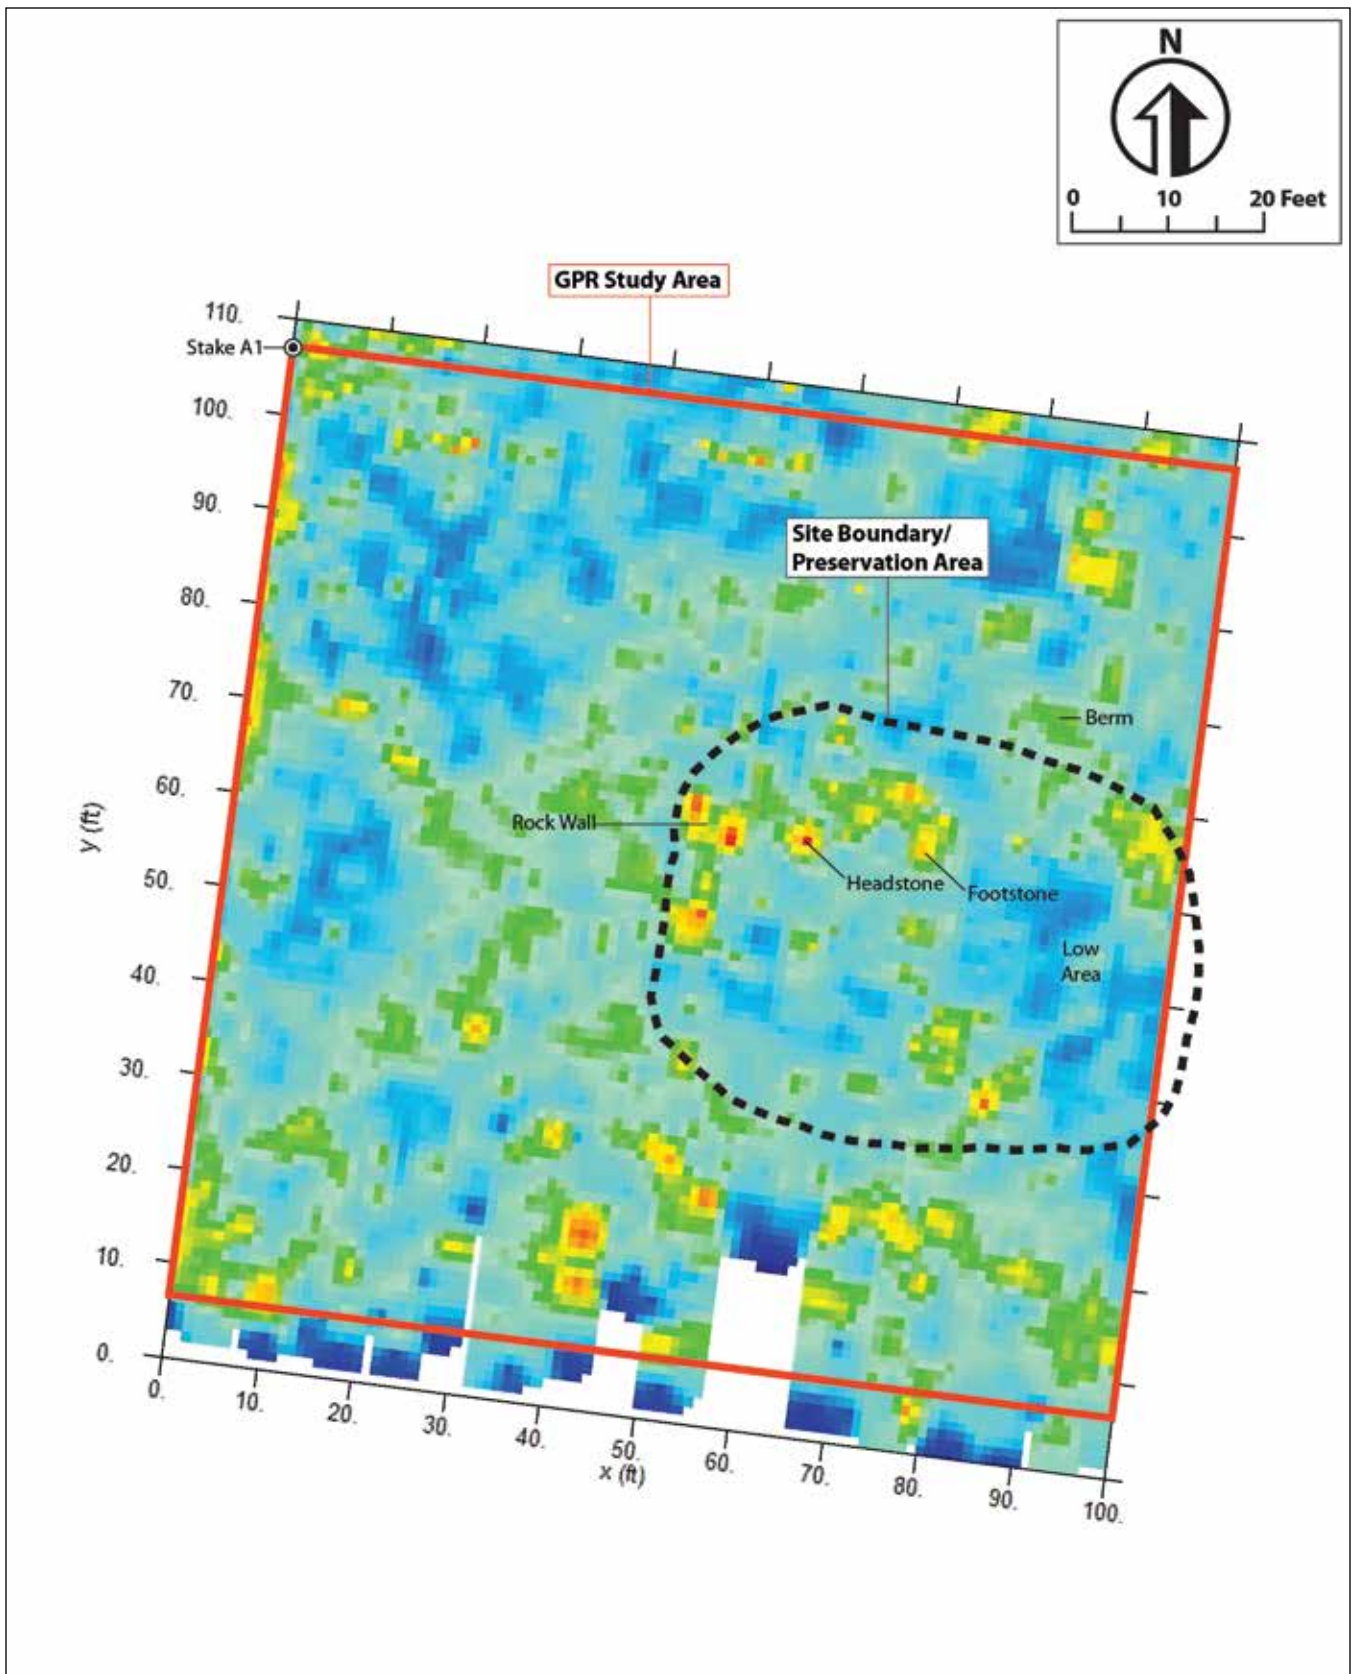 N
0 10 20 Feet
GPR Study Area
110.
Stake A1
100.
90.
Site Boundary/
Preservation Area
80.
70.
Berm
60.
Rock Wall
y (ft)
50.
Headstone
Footstone
Low
Area
40.
30.
20.
10.
0.
0.
10.
20.
30.
40.
50.
60.
70.
80.
90.
100.
x (ft)